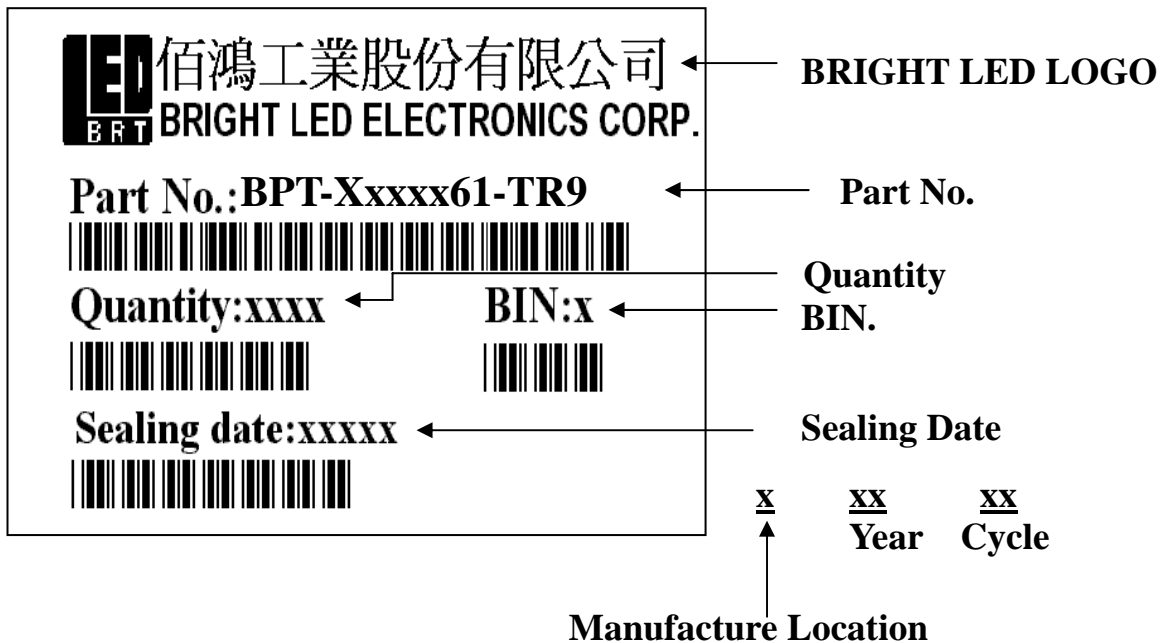 佰鴻工業股份有限公司
BRIGHT LED LOGO
LED
BRT
BRIGHT LED ELECTRONICS CORP.
Part No.:BPT-Xxxxx61-TR9
Part No.
Quantity
Quantity:xxxx
BIN:x
BIN.
Sealing date:xxxxx
Sealing Date
x xx xx
Year Cycle
Manufacture Location